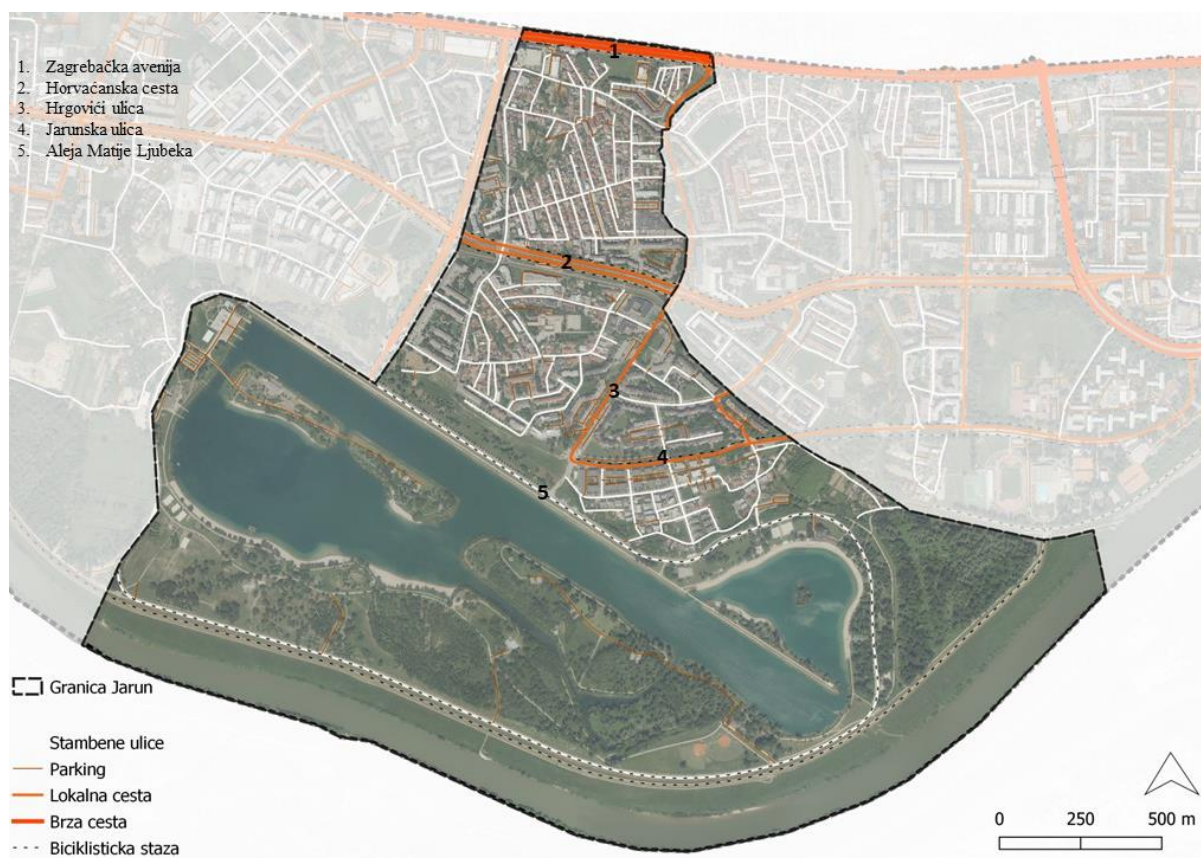 1. Zagrebačka avenija
2. Horvaćanska cesta
3. Hrgovići ulica
4. Jarunska ulica
5. Aleja Matije Ljubeka
1
2
3
4
5
Granica Jarun
Stambene ulice
Parking
Lokalna cesta
Brza cesta
Biciklistička staza
0 250 500 m